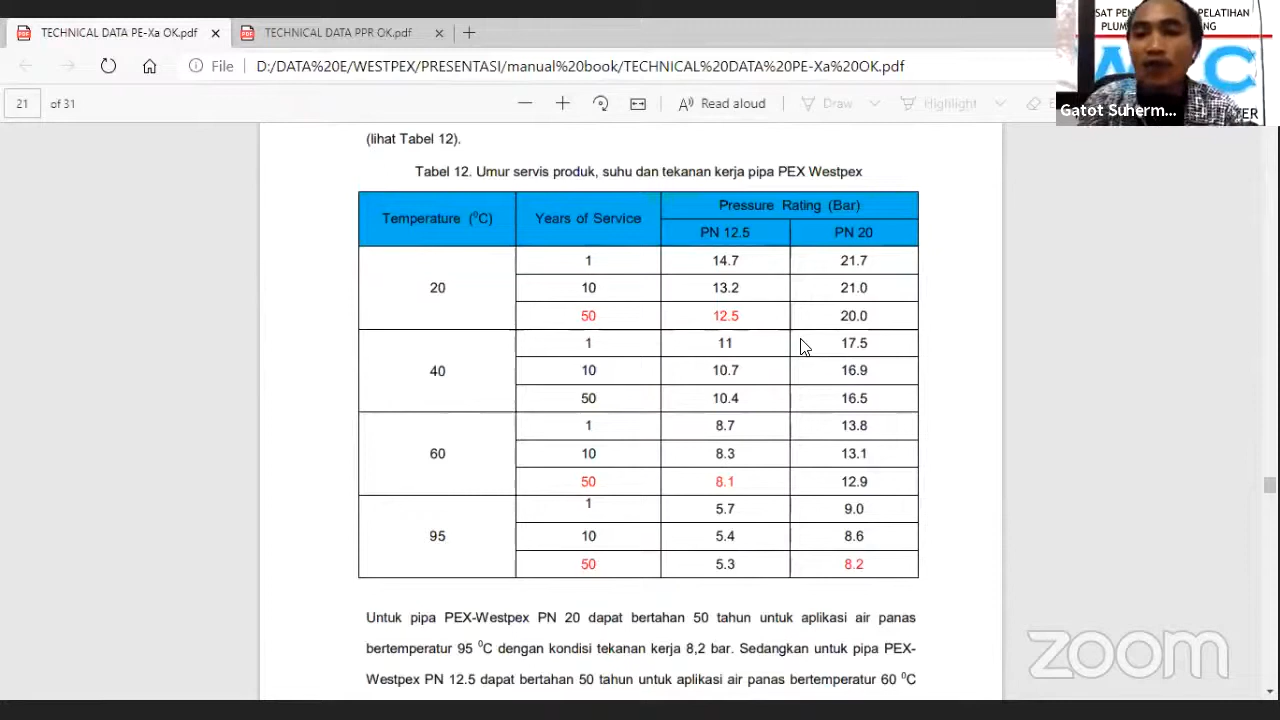 TECHNICAL DATA PE-Xa OK.pdf
TECHNICAL DATA PPR OK.pdf
File D:/DATA%20E/WESTPEX/PRESENTASI/manual%20book/TECHNICAL%20DATA%20PE-Xa%20OK.pdf
21 of 31
Read aloud
Draw
Highlight
Gatot Suherm...
(lihat Tabel 12).
Tabel 12. Umur servis produk, suhu dan tekanan kerja pipa PEX Westpex
Temperature (⁰C) Years of Service Pressure Rating (Bar)
PN 12.5 PN 20
20 1 14.7 21.7
10 13.2 21.0
50 12.5 20.0
40 1 11 17.5
10 10.7 16.9
50 10.4 16.5
60 1 8.7 13.8
10 8.3 13.1
50 8.1 12.9
95 1 5.7 9.0
10 5.4 8.6
50 5.3 8.2
Untuk pipa PEX-Westpex PN 20 dapat bertahan 50 tahun untuk aplikasi air panas
bertemperatur 95 ⁰C dengan kondisi tekanan kerja 8,2 bar. Sedangkan untuk pipa PEX-
Westpex PN 12.5 dapat bertahan 50 tahun untuk aplikasi air panas bertemperatur 60 ⁰C
zoom